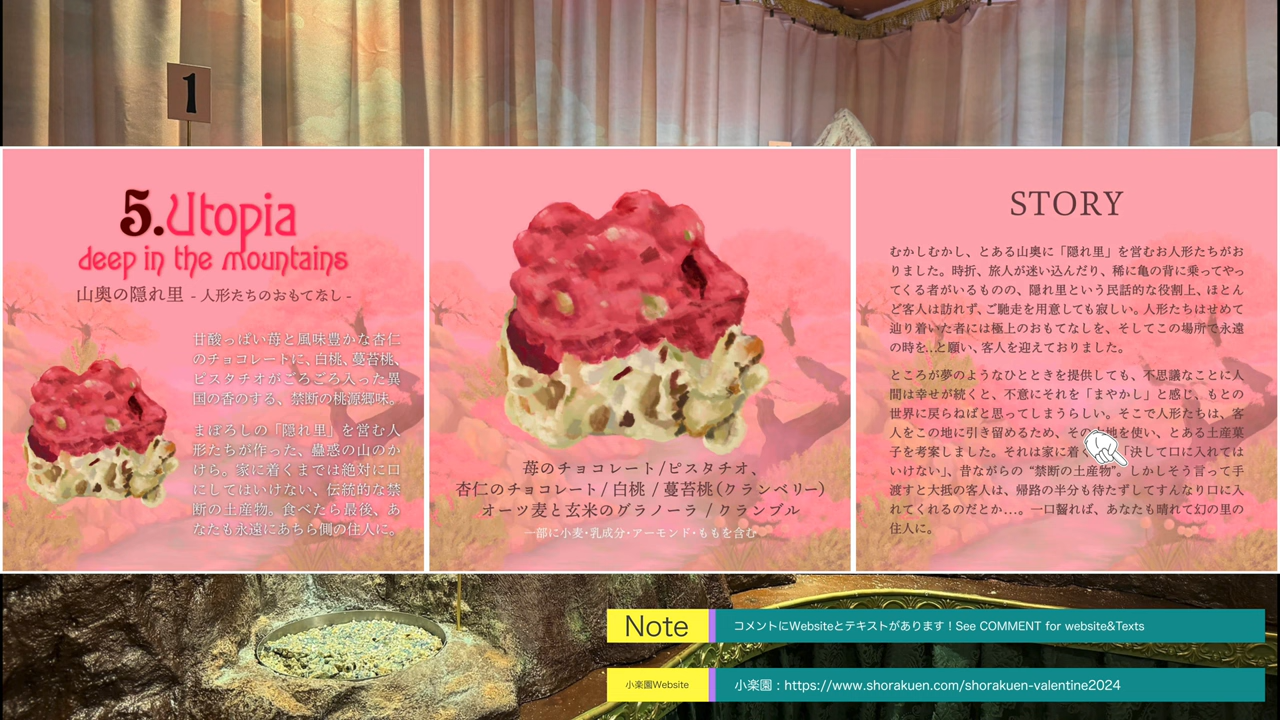 1
5.Utopia
deep in the mountains
山奥の隠れ里 - 人形たちのおもてなし -
甘酸っぱい苺と風味豊かな杏仁
のチョコレートに、白桃、蔓苔桃、
ピスタチオがごろごろ入った異
国の香のする、禁断の桃源郷味。
まぼろしの「隠れ里」を営む人
形たちが作った、蠱惑の山のか
けら。家に着くまでは絶対に口
にしてはいけない、伝統的な禁
断の土産物。食べたら最後、あ
なたも永遠にあちら側の住人に。
苺のチョコレート/ピスタチオ、
杏仁のチョコレート/ 白桃 / 蔓苔桃(クランベリー)
オーツ麦と玄米のグラノーラ / クランブル
一部に小麦・乳成分・アーモンド・ももを含む
STORY
むかしむかし、とある山奥に「隠れ里」を営むお人形たちがお
りました。時折、旅人が迷い込んだり、稀に亀の背に乗ってやっ
てくる者がいるものの、隠れ里という民話的な役割上、ほとん
ど客人は訪れず、ご馳走を用意しても寂しい。人形たちはせめて
辿り着いた者には極上のおもてなしを、そしてこの場所で永遠
の時を…と願い、客人を迎えておりました。
ところが夢のようなひとときを提供しても、不思議なことに人
間は幸せが続くと、不意にそれを「まやかし」と感じ、もとの
世界に戻らねばと思ってしまうらしい。そこで人形たちは、客
人をこの地に引き留めるため、その地を使い、とある土産菓
子を考案しました。それは家に着「決して口に入れては
いけない」、昔ながらの “禁断の土産物”。しかしそう言って手
渡すと大抵の客人は、帰路の半分も待たずしてすんなり口に入
れてくれるのだとか…。一口齧れば、あなたも晴れて幻の里の
住人に。
Note
コメントにWebsiteとテキストがあります！See COMMENT for website&Texts
小楽園Website
小楽園 : https://www.shorakuen.com/shorakuen-valentine2024